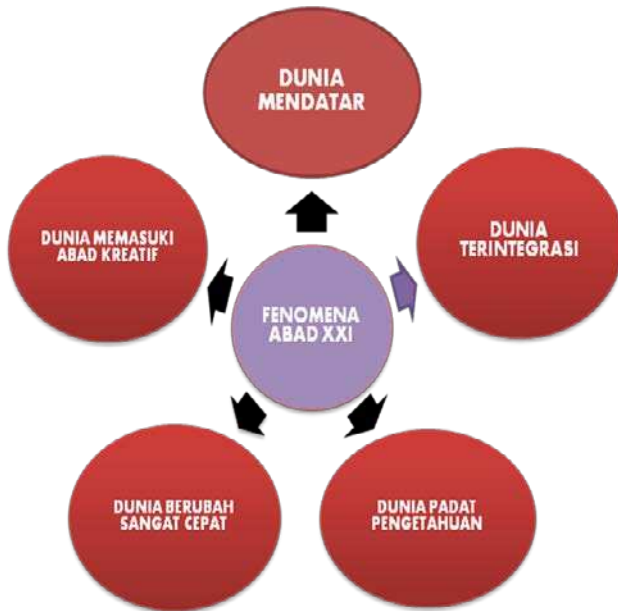 DUNIA
MENDATAR
DUNIA MEMASUKI
ABAD KREATIF
DUNIA
TERINTEGRASI
FENOMENA
ABAD XXI
DUNIA BERUBAH
SANGAT CEPAT
DUNIA PADAT
PENGETAHUAN